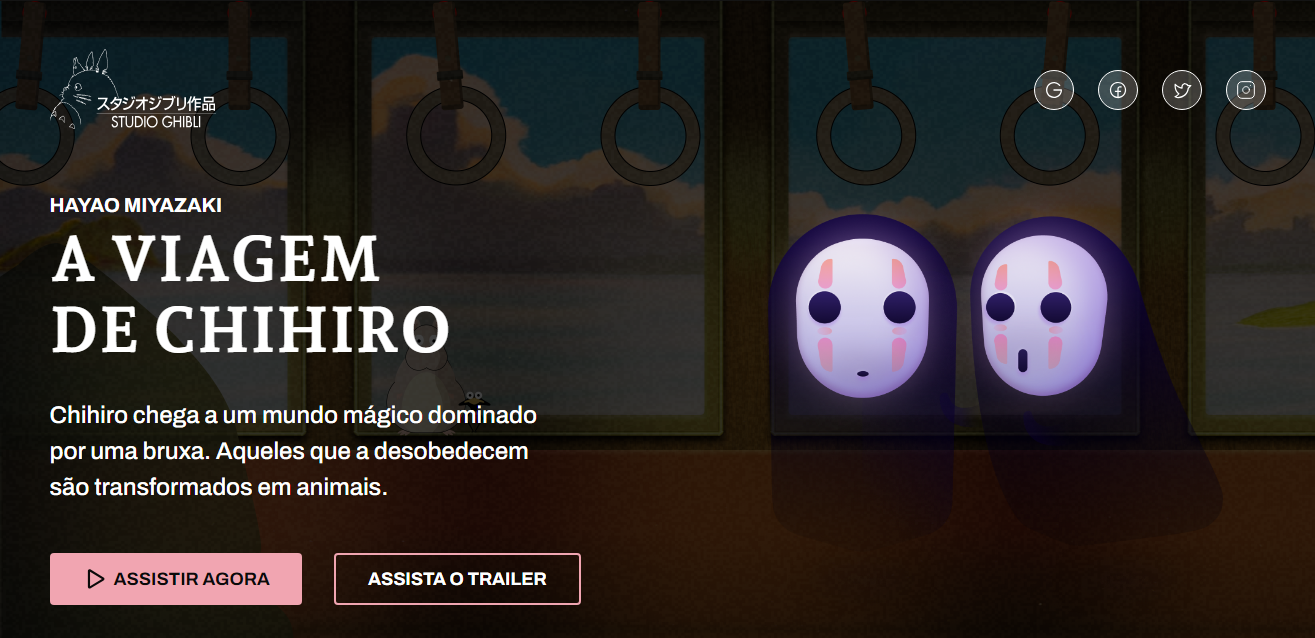 スタジオジブリ作品
STUDIO GHIBLI
HAYAO MIYAZAKI
A VIAGEM
DE CHIHIRO
Chihiro chega a um mundo mágico dominado
por uma bruxa. Aqueles que a desobedecem
são transformados em animais.
ASSISTIR AGORA
ASSISTA O TRAILER